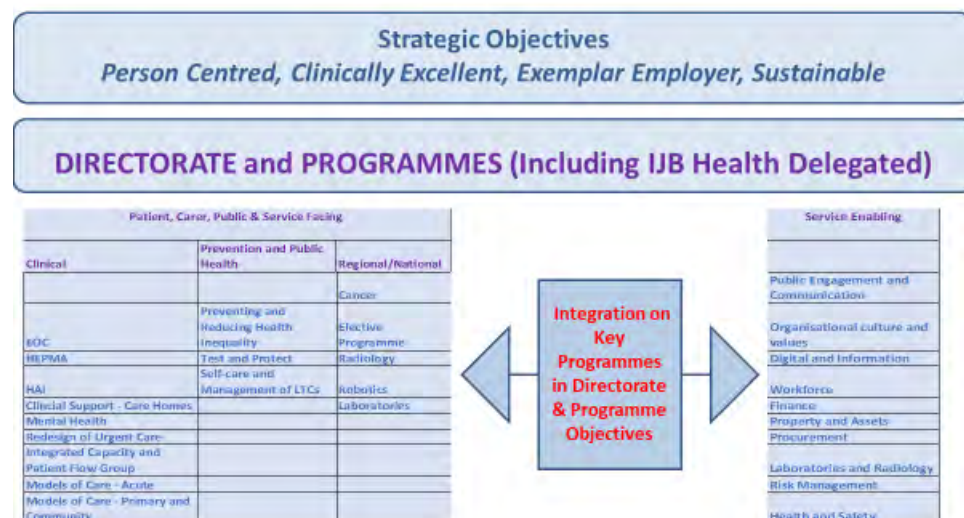 Strategic Objectives
Person Centred, Clinically Excellent, Exemplar Employer, Sustainable
DIRECTORATE and PROGRAMMES (Including IJB Health Delegated)
Patient, Carer, Public & Service Facing
Clinical
Prevention and Public
Health
Regional/National
Cancer
EOC
Preventing and
Reducing Health
Inequality
Elective
Programme
HEPMA
Test and Protect
Radiology
HAI
Self-care and
Management of LTCs
Robotics
Clincial Support - Care Homes
Laboratories
Mental Health
Redesign of Urgent Care
Integrated Capacity and
Patient Flow Group
Models of Care - Acute
Models of Care - Primary and
Community
Integration on
Key
Programmes
in Directorate
& Programme
Objectives
Service Enabling
Public Engagement and
Communication
Organisational culture and
values
Digital and Information
Workforce
Finance
Property and Assets
Procurement
Laboratories and Radiology
Risk Management
Health and Safety